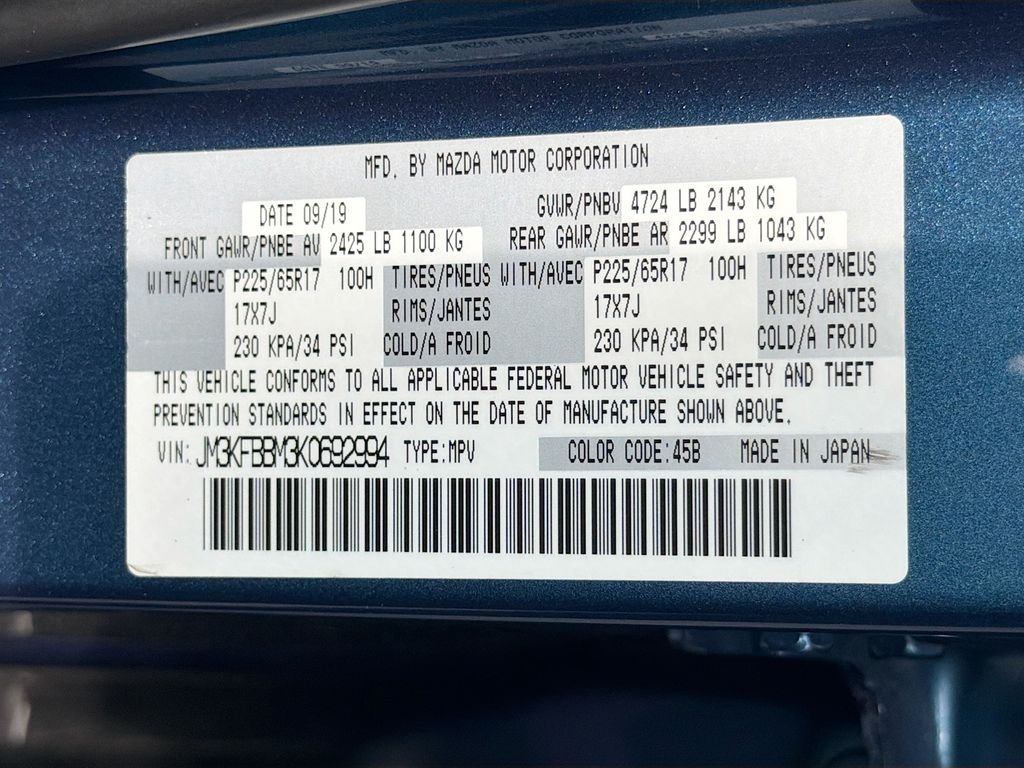 MFD. BY MAZDA MOTOR CORPORATION
DATE 09/19 GVWR/PNBV 4724 LB 2143 KG
FRONT GAWR/PNBE AV 2425 LB 1100 KG REAR GAWR/PNBE AR 2299 LB 1043 KG
WITH/AVEC P225/65R17 100H TIRES/PNEUS WITH/AVEC P225/65R17 100H TIRES/PNEUS
17X7J RIMS/JANTES 17X7J RIMS/JANTES
230 KPA/34 PSI COLD/A FROID 230 KPA/34 PSI COLD/A FROID
THIS VEHICLE CONFORMS TO ALL APPLICABLE FEDERAL MOTOR VEHICLE SAFETY AND THEFT
PREVENTION STANDARDS IN EFFECT ON THE DATE OF MANUFACTURE SHOWN ABOVE.
VIN: JM3KFBBM3K0692994 TYPE:MPV COLOR CODE:45B MADE IN JAPAN